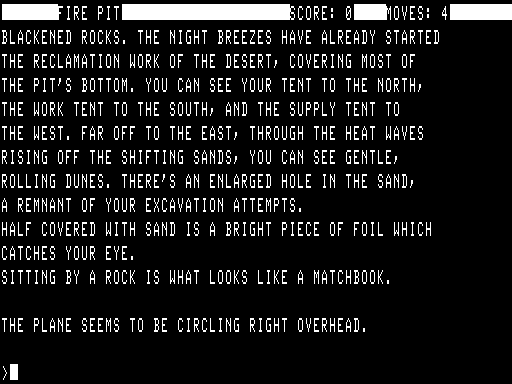 FIRE PIT SCORE: 0 MOVES: 4
BLACKENED ROCKS. THE NIGHT BREEZES HAVE ALREADY STARTED
THE RECLAMATION WORK OF THE DESERT, COVERING MOST OF
THE PIT'S BOTTOM. YOU CAN SEE YOUR TENT TO THE NORTH,
THE WORK TENT TO THE SOUTH, AND THE SUPPLY TENT TO
THE WEST. FAR OFF TO THE EAST, THROUGH THE HEAT WAVES
RISING OFF THE SHIFTING SANDS, YOU CAN SEE GENTLE,
ROLLING DUNES. THERE'S AN ENLARGED HOLE IN THE SAND,
A REMNANT OF YOUR EXCAVATION ATTEMPTS.
HALF COVERED WITH SAND IS A BRIGHT PIECE OF FOIL WHICH
CATCHES YOUR EYE.
SITTING BY A ROCK IS WHAT LOOKS LIKE A MATCHBOOK.
THE PLANE SEEMS TO BE CIRCLING RIGHT OVERHEAD.
>